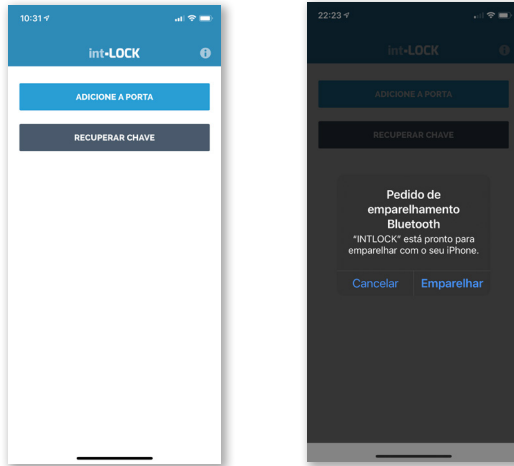 10:31
int-LOCK
ADICIONE A PORTA
RECUPERAR CHAVE
22:23
int-LOCK
ADICIONE A PORTA
RECUPERAR CHAVE
Pedido de
emparelhamento
Bluetooth
"INTLOCK" está pronto para
emparelhar com o seu iPhone.
Cancelar
Emparelhar